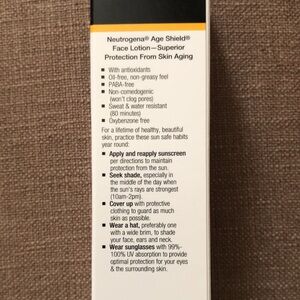 Neutrogena® Age Shield®
Face Lotion—Superior
Protection From Skin Aging
▪ With antioxidants
▪ Oil-free, non-greasy feel
▪ PABA-free
▪ Non-comedogenic
(won't clog pores)
▪ Sweat & water resistant
(80 minutes)
▪ Oxybenzone free
For a lifetime of healthy, beautiful
skin, practice these sun safe habits
year round:
▪ Apply and reapply sunscreen
per directions to maintain
protection from the sun.
▪ Seek shade, especially in
the middle of the day when
the sun's rays are strongest
(10am-2pm).
▪ Cover up with protective
clothing to guard as much
skin as possible.
▪ Wear a hat, preferably one
with a wide brim, to shade
your face, ears and neck.
▪ Wear sunglasses with 99%-
100% UV absorption to provide
optimal protection for your eyes
& the surrounding skin.